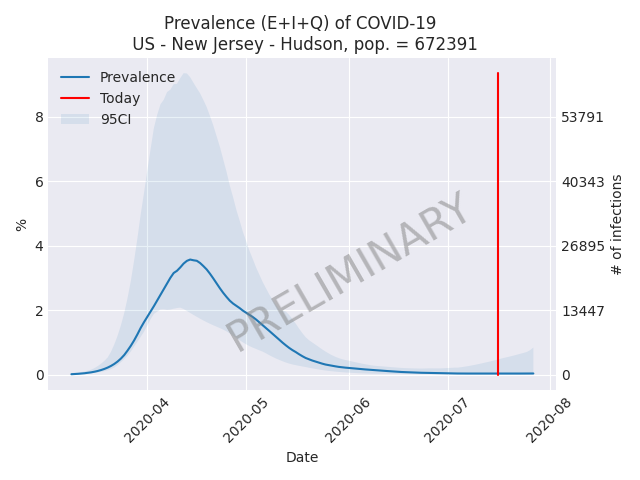 Prevalence (E+I+Q) of COVID-19
US - New Jersey - Hudson, pop. = 672391
Prevalence
Today
95CI
8
6
4
2
0
%
53791
40343
26895
13447
0
# of infections
PRELIMINARY
2020-04
2020-05
2020-06
2020-07
2020-08
Date